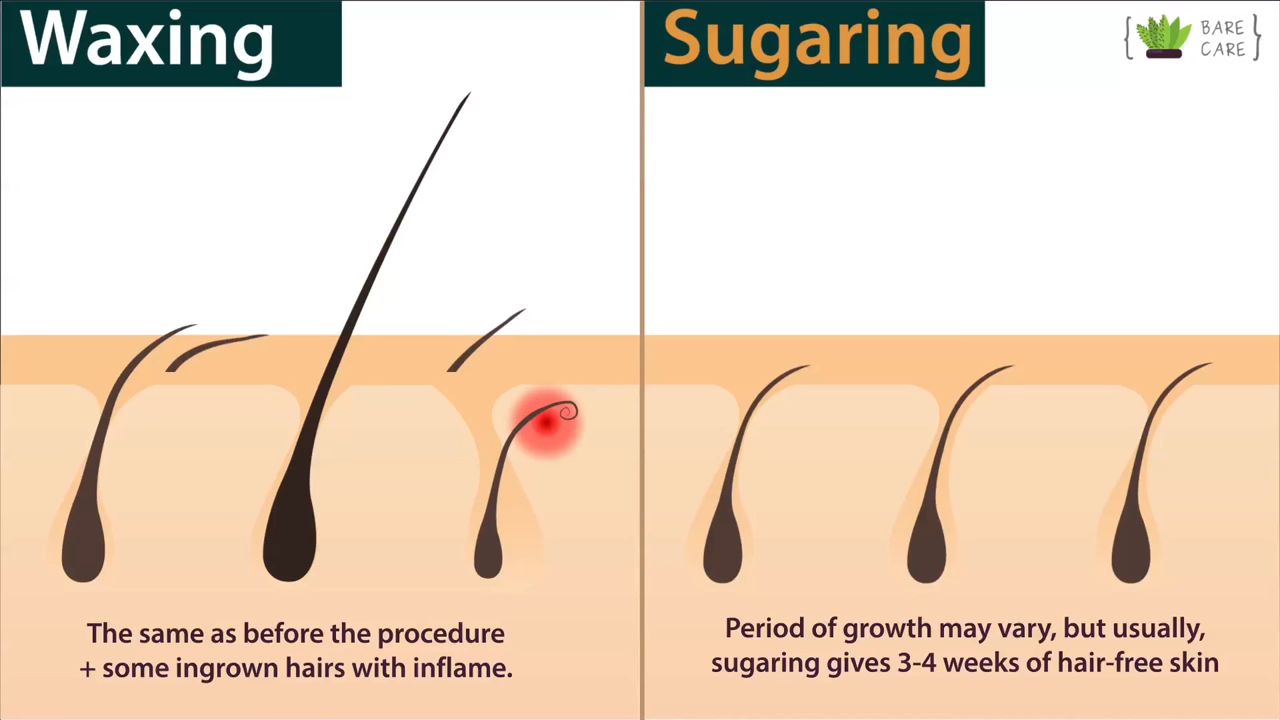 Waxing
Sugaring
BARE
CARE
The same as before the procedure
+ some ingrown hairs with inflame.
Period of growth may vary, but usually,
sugaring gives 3-4 weeks of hair-free skin